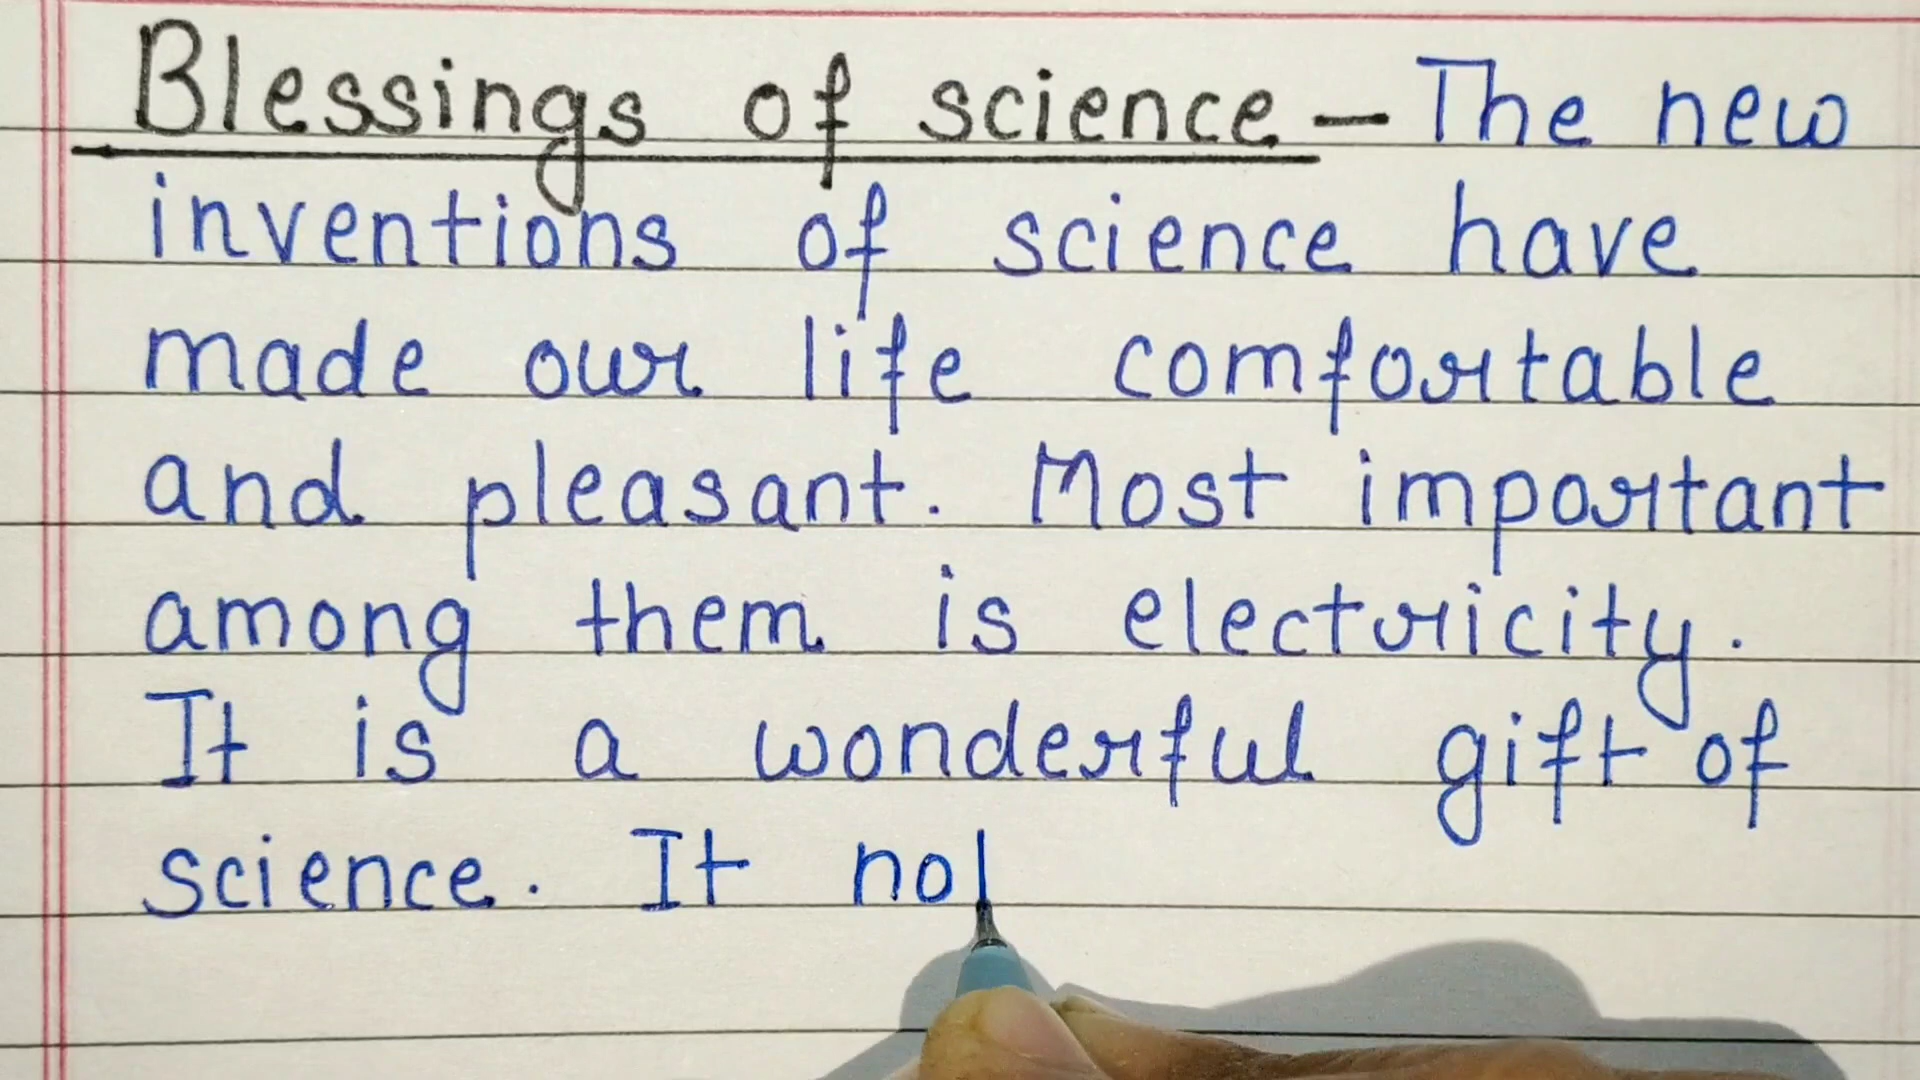 Blessings of science – The new
inventions of science have
made our life comfortable
and pleasant. Most important
among them is electricity.
It is a wonderful gift of
science. It